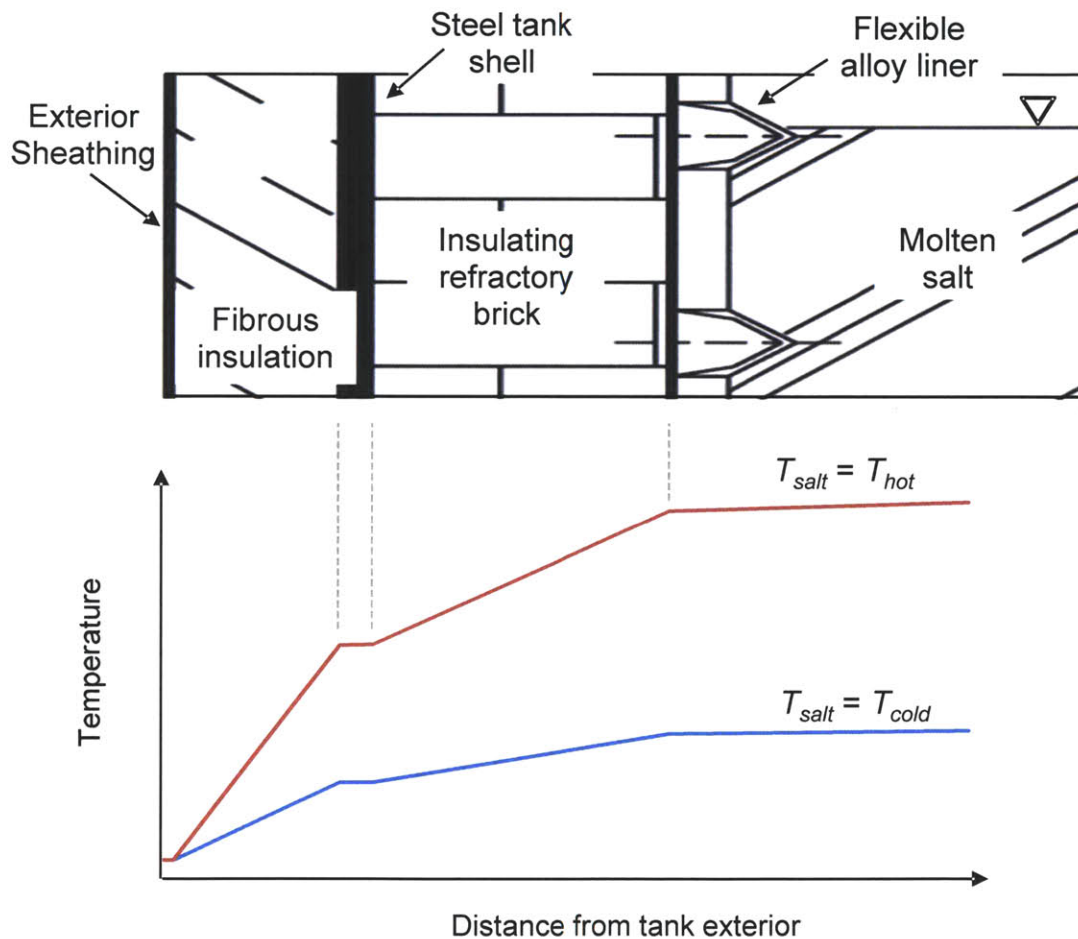 Steel tank
shell
Flexible
alloy liner
Exterior
Sheathing
Insulating
refractory
brick
Molten
salt
Fibrous
insulation
T_salt = T_hot
T_salt = T_cold
Temperature
Distance from tank exterior